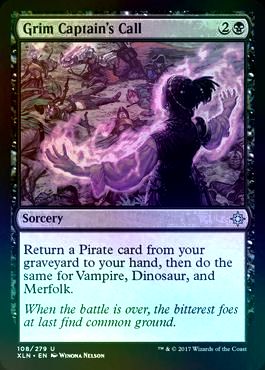 Grim Captain's Call 2
Sorcery
Return a Pirate card from your
graveyard to your hand, then do the
same for Vampire, Dinosaur, and
Merfolk.
When the battle is over, the bitterest foes
at last find common ground.
108/279 U
XLN • EN Winona Nelson
™ & © 2017 Wizards of the Coast